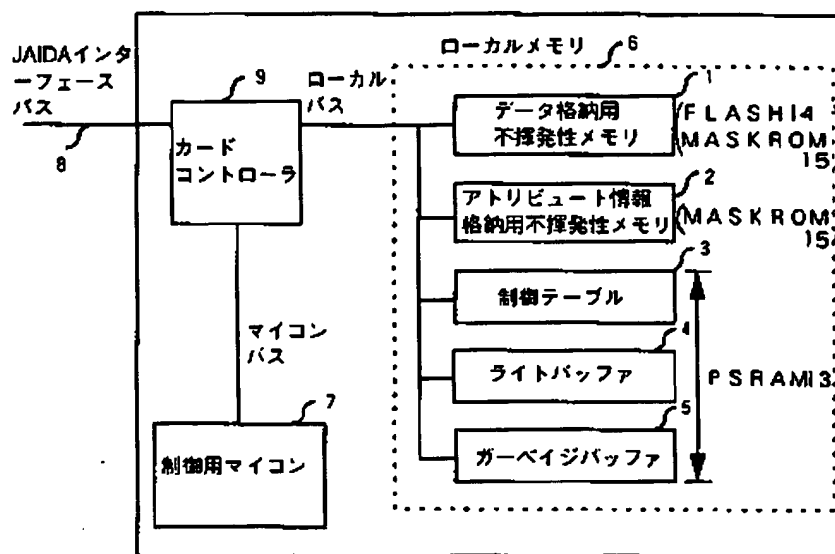 JAIDAインタ
ーフェース
バス
8
9
カード
コントローラ
ローカル
バス
マイコン
バス
7
制御用マイコン
ローカルメモリ
6
1
データ格納用
不揮発性メモリ
FLASH14
MASKROM
15
2
アトリビュート情報
格納用不揮発性メモリ
MASKROM
15
3
制御テーブル
4
ライトバッファ
5
ガーベイジバッファ
PSRAM13